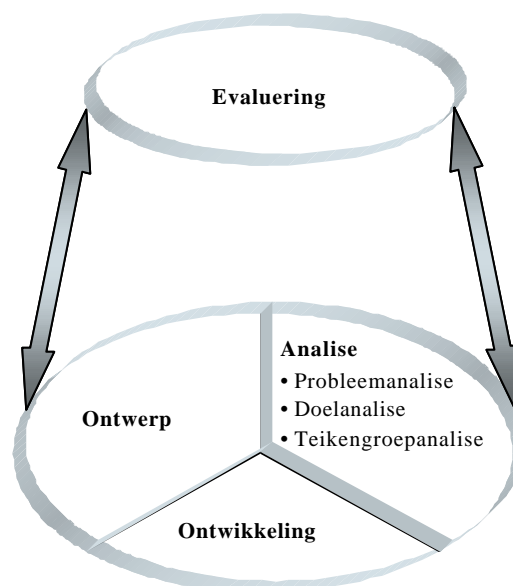 Evaluering
Analise
• Probleemanalise
• Doelanalise
• Teikengroepanalise
Ontwerp
Ontwikkeling